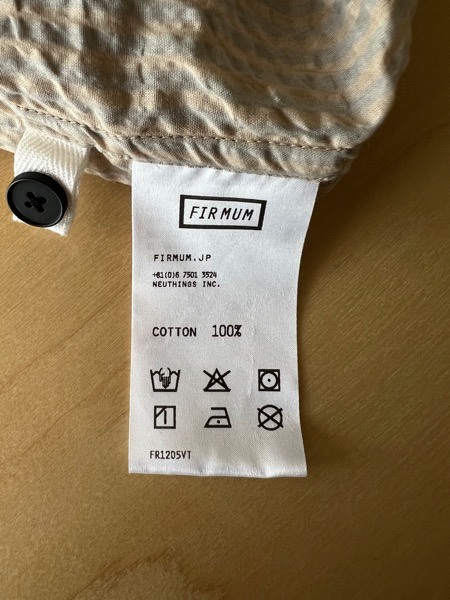 FIRMUM
FIRMUM.JP
+81(0)6 7501 3524
NEUTHINGS INC.
COTTON 100%
FR1205VT